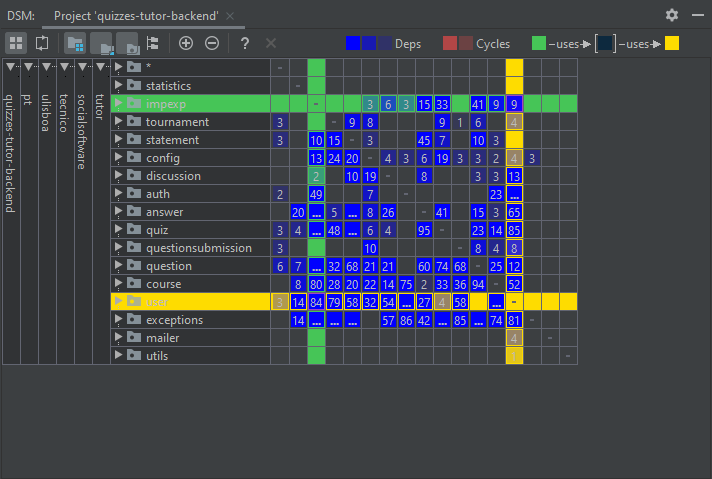 DSM: Project 'quizzes-tutor-backend' ×
* ? × Deps Cycles –uses→ [ ] –uses→
quizzes-tutor-backend
pt
ulisboa
tecnico
socialsoftware
tutor
* -
statistics -
impexp - 3 6 3 15 33 41 9 9
tournament 3 - 9 8 9 1 6 4
statement 3 10 15 - 3 45 7 10 3
config 13 24 20 - 4 3 6 19 3 3 2 4 3
discussion 2 10 19 - 8 3 3 13
auth 2 49 7 - 23 ...
answer 20 ... 5 ... 8 26 - 41 15 3 65
quiz 3 4 ... 48 ... 6 4 95 - 23 14 85
questionsubmission 3 10 - 8 4 8
question 6 7 ... 32 68 21 21 60 74 68 - 25 12
course 8 80 28 20 22 14 75 2 33 36 94 - 52
user 3 14 84 79 58 32 54 ... 27 4 58 ... -
exceptions 14 ... ... ... 57 86 42 ... 85 ... 74 81 -
mailer 4 -
utils -